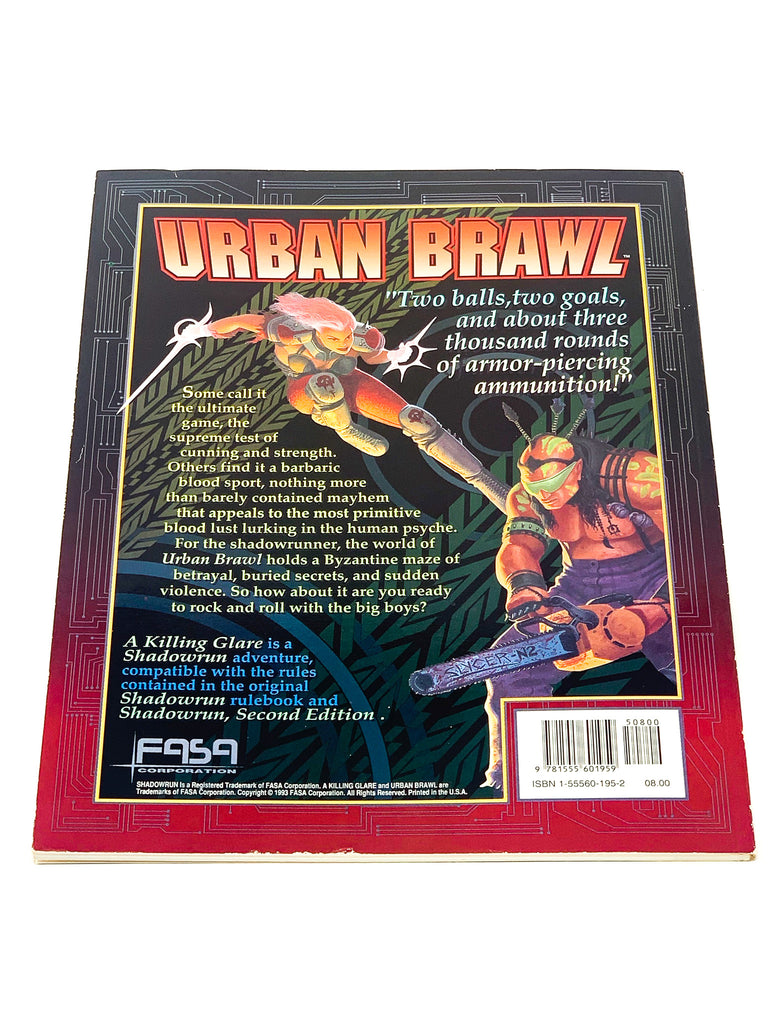 URBAN BRAWL™
"Two balls,two goals,
and about three
thousand rounds
of armor-piercing
ammunition!"
Some call it
the ultimate
game, the
supreme test of
cunning and strength.
Others find it a barbaric
blood sport, nothing more
than barely contained mayhem
that appeals to the most primitive
blood lust lurking in the human psyche.
For the shadowrunner, the world of
Urban Brawl holds a Byzantine maze of
betrayal, buried secrets, and sudden
violence. So how about it are you ready
to rock and roll with the big boys?
A Killing Glare is a
Shadowrun adventure,
compatible with the rules
contained in the original
Shadowrun rulebook and
Shadowrun, Second Edition .
FASA
CORPORATION
SHADOWRUN is a Registered Trademark of FASA Corporation. A KILLING GLARE and URBAN BRAWL are
Trademarks of FASA Corporation. Copyright © 1993 FASA Corporation. All Rights Reserved. Printed in the U.S.A.
50800
9 781555 601959
ISBN 1-55560-195-2 08.00